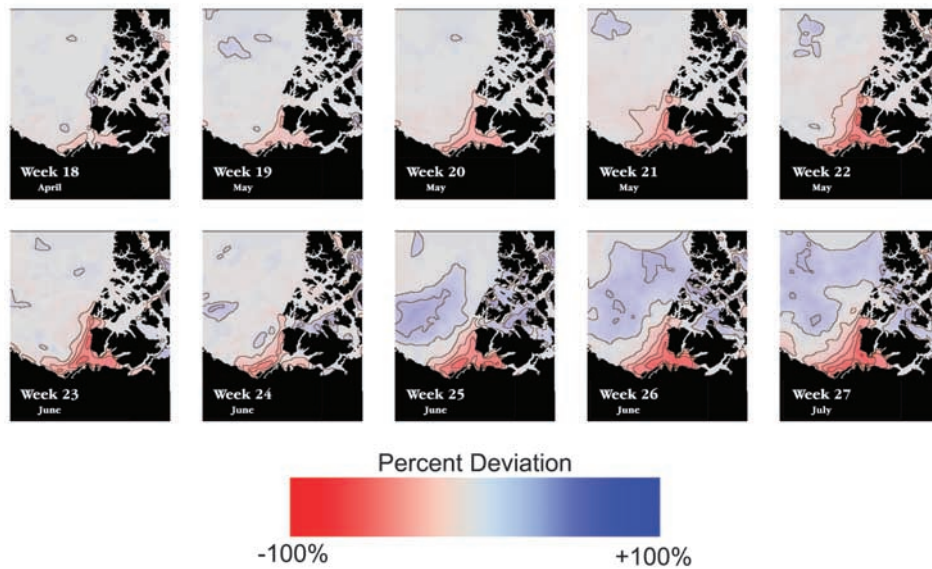 Week 18
April
Week 19
May
Week 20
May
Week 21
May
Week 22
May
Week 23
June
Week 24
June
Week 25
June
Week 26
June
Week 27
July
Percent Deviation
-100%
+100%